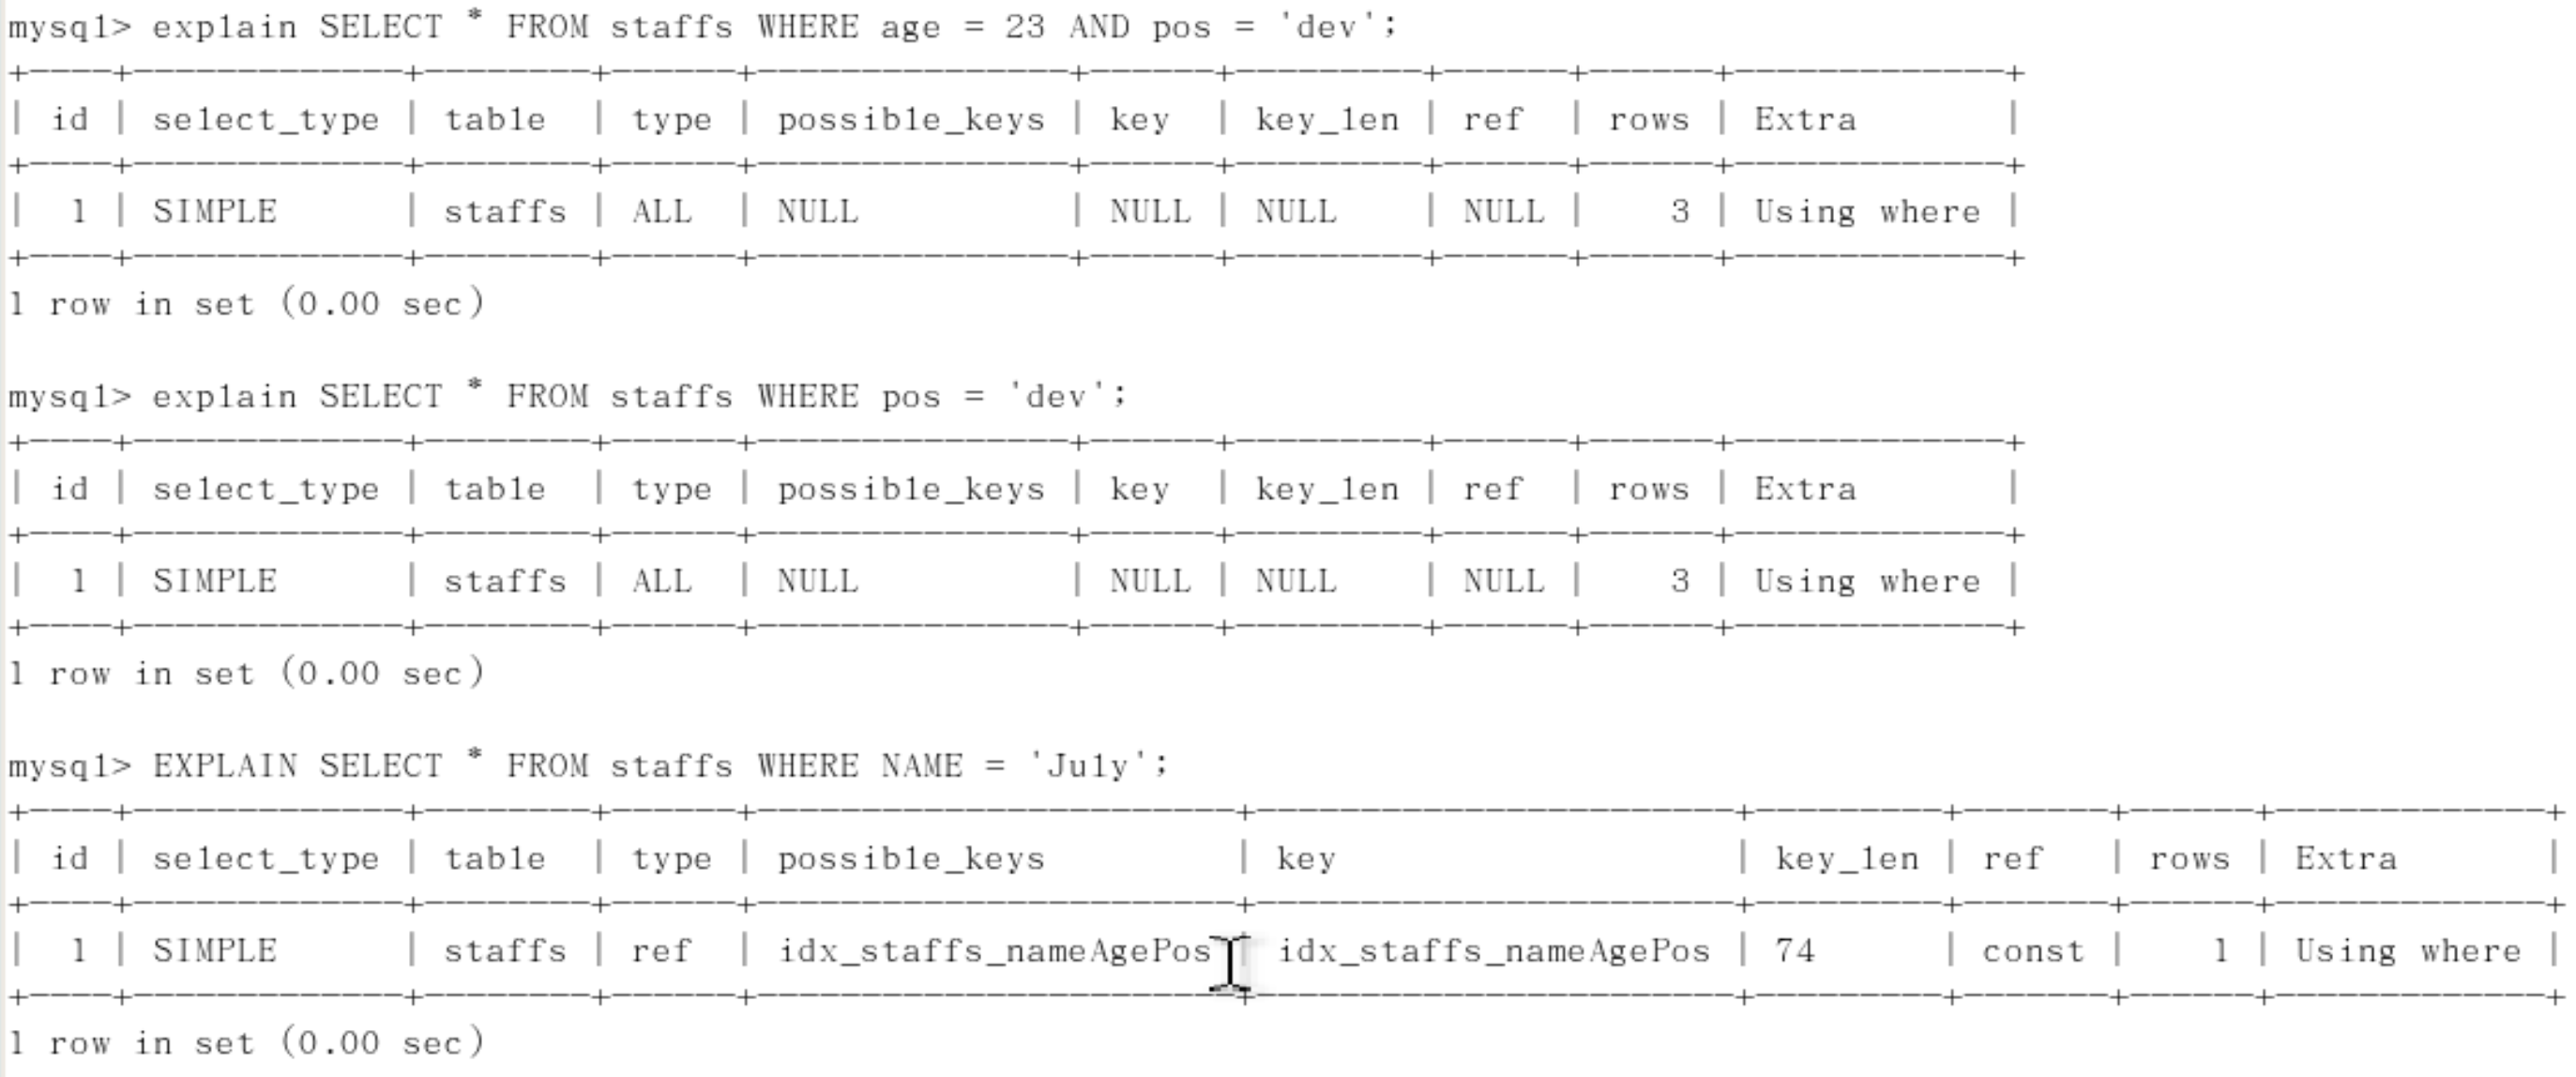 mysql> explain SELECT * FROM staffs WHERE age = 23 AND pos = 'dev';
+----+-------------+--------+------+---------------+------+---------+------+------+-------------+
| id | select_type | table  | type | possible_keys | key  | key_len | ref  | rows | Extra       |
+----+-------------+--------+------+---------------+------+---------+------+------+-------------+
|  1 | SIMPLE      | staffs | ALL  | NULL          | NULL | NULL    | NULL |    3 | Using where |
+----+-------------+--------+------+---------------+------+---------+------+------+-------------+
1 row in set (0.00 sec)
mysql> explain SELECT * FROM staffs WHERE pos = 'dev';
+----+-------------+--------+------+---------------+------+---------+------+------+-------------+
| id | select_type | table  | type | possible_keys | key  | key_len | ref  | rows | Extra       |
+----+-------------+--------+------+---------------+------+---------+------+------+-------------+
|  1 | SIMPLE      | staffs | ALL  | NULL          | NULL | NULL    | NULL |    3 | Using where |
+----+-------------+--------+------+---------------+------+---------+------+------+-------------+
1 row in set (0.00 sec)
mysql> EXPLAIN SELECT * FROM staffs WHERE NAME = 'July';
+----+-------------+--------+------+-----------------------+-----------------------+---------+-------+------+-------------+
| id | select_type | table  | type | possible_keys         | key                   | key_len | ref   | rows | Extra       |
+----+-------------+--------+------+-----------------------+-----------------------+---------+-------+------+-------------+
|  1 | SIMPLE      | staffs | ref  | idx_staffs_nameAgePos | idx_staffs_nameAgePos | 74      | const |    1 | Using where |
+----+-------------+--------+------+-----------------------+-----------------------+---------+-------+------+-------------+
1 row in set (0.00 sec)